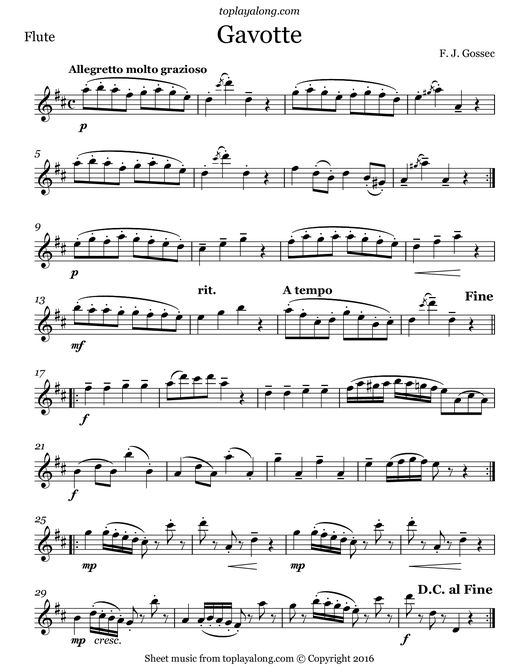 toplayalong.com
Flute
Gavotte
F. J. Gossec
Allegretto molto grazioso
p
5
9
p
rit.
A tempo
Fine
13
mf
17
f
21
f
25
mp
mp
D.C. al Fine
29
mp cresc.
f
Sheet music from toplayalong.com © Copyright 2016